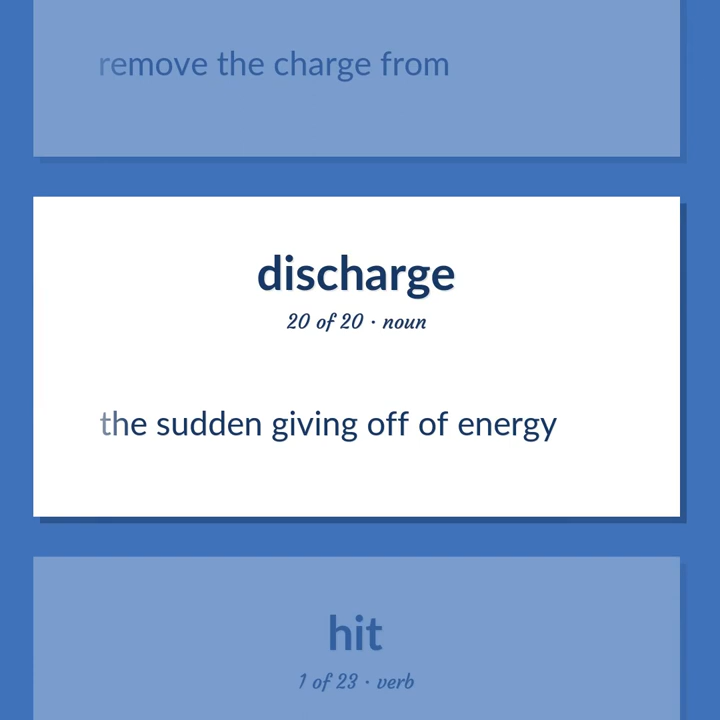 remove the charge from
discharge
20 of 20 · noun
the sudden giving off of energy
hit
1 of 23 · verb